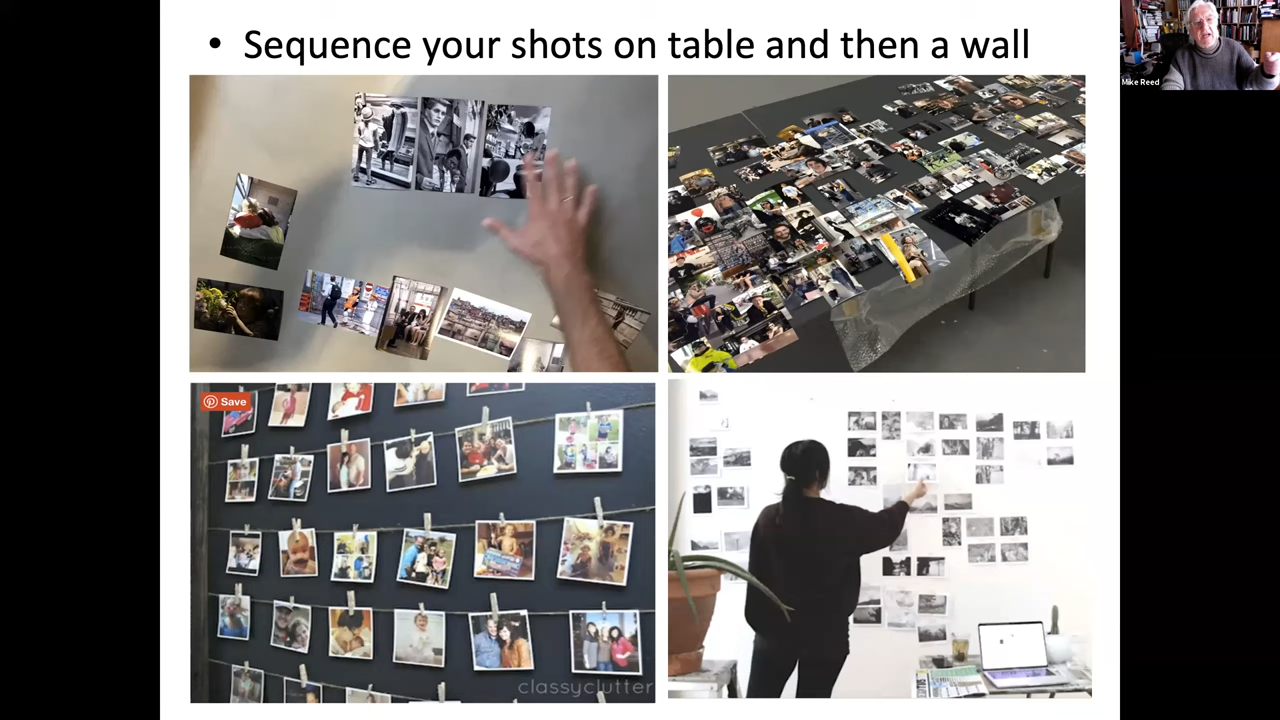 • Sequence your shots on table and then a wall
Mike Reed
Save
classyclutter